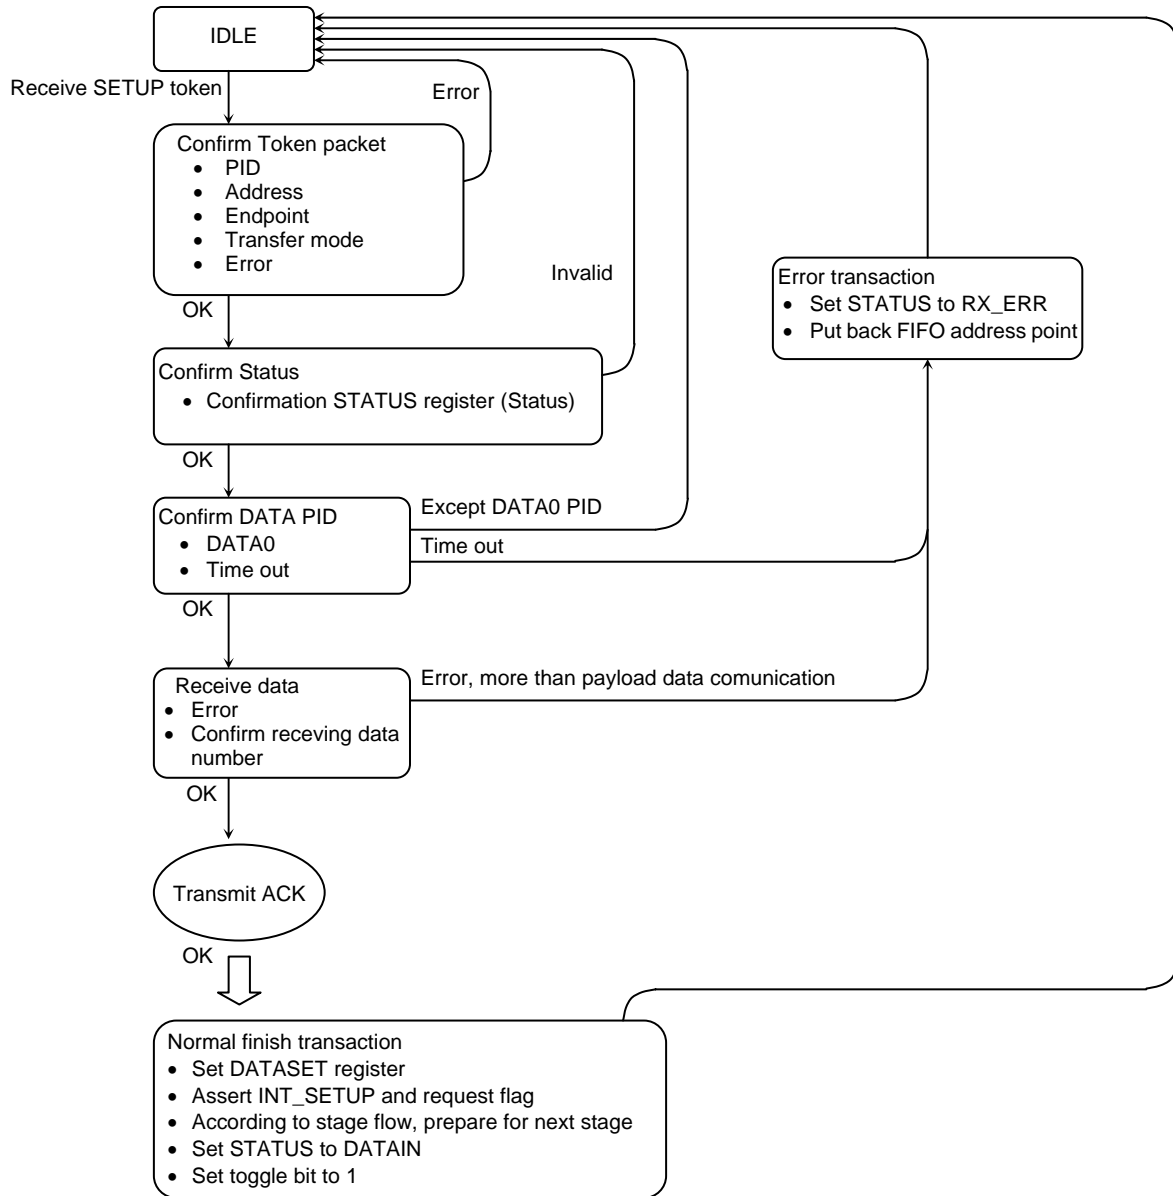 IDLE
Receive SETUP token
Error
Confirm Token packet
• PID
• Address
• Endpoint
• Transfer mode
• Error
Invalid
Error transaction
• Set STATUS to RX_ERR
• Put back FIFO address point
OK
Confirm Status
• Confirmation STATUS register (Status)
OK
Confirm DATA PID
• DATA0
• Time out
Except DATA0 PID
Time out
OK
Receive data
• Error
• Confirm receving data
number
Error, more than payload data comunication
OK
Transmit ACK
OK
Normal finish transaction
• Set DATASET register
• Assert INT_SETUP and request flag
• According to stage flow, prepare for next stage
• Set STATUS to DATAIN
• Set toggle bit to 1